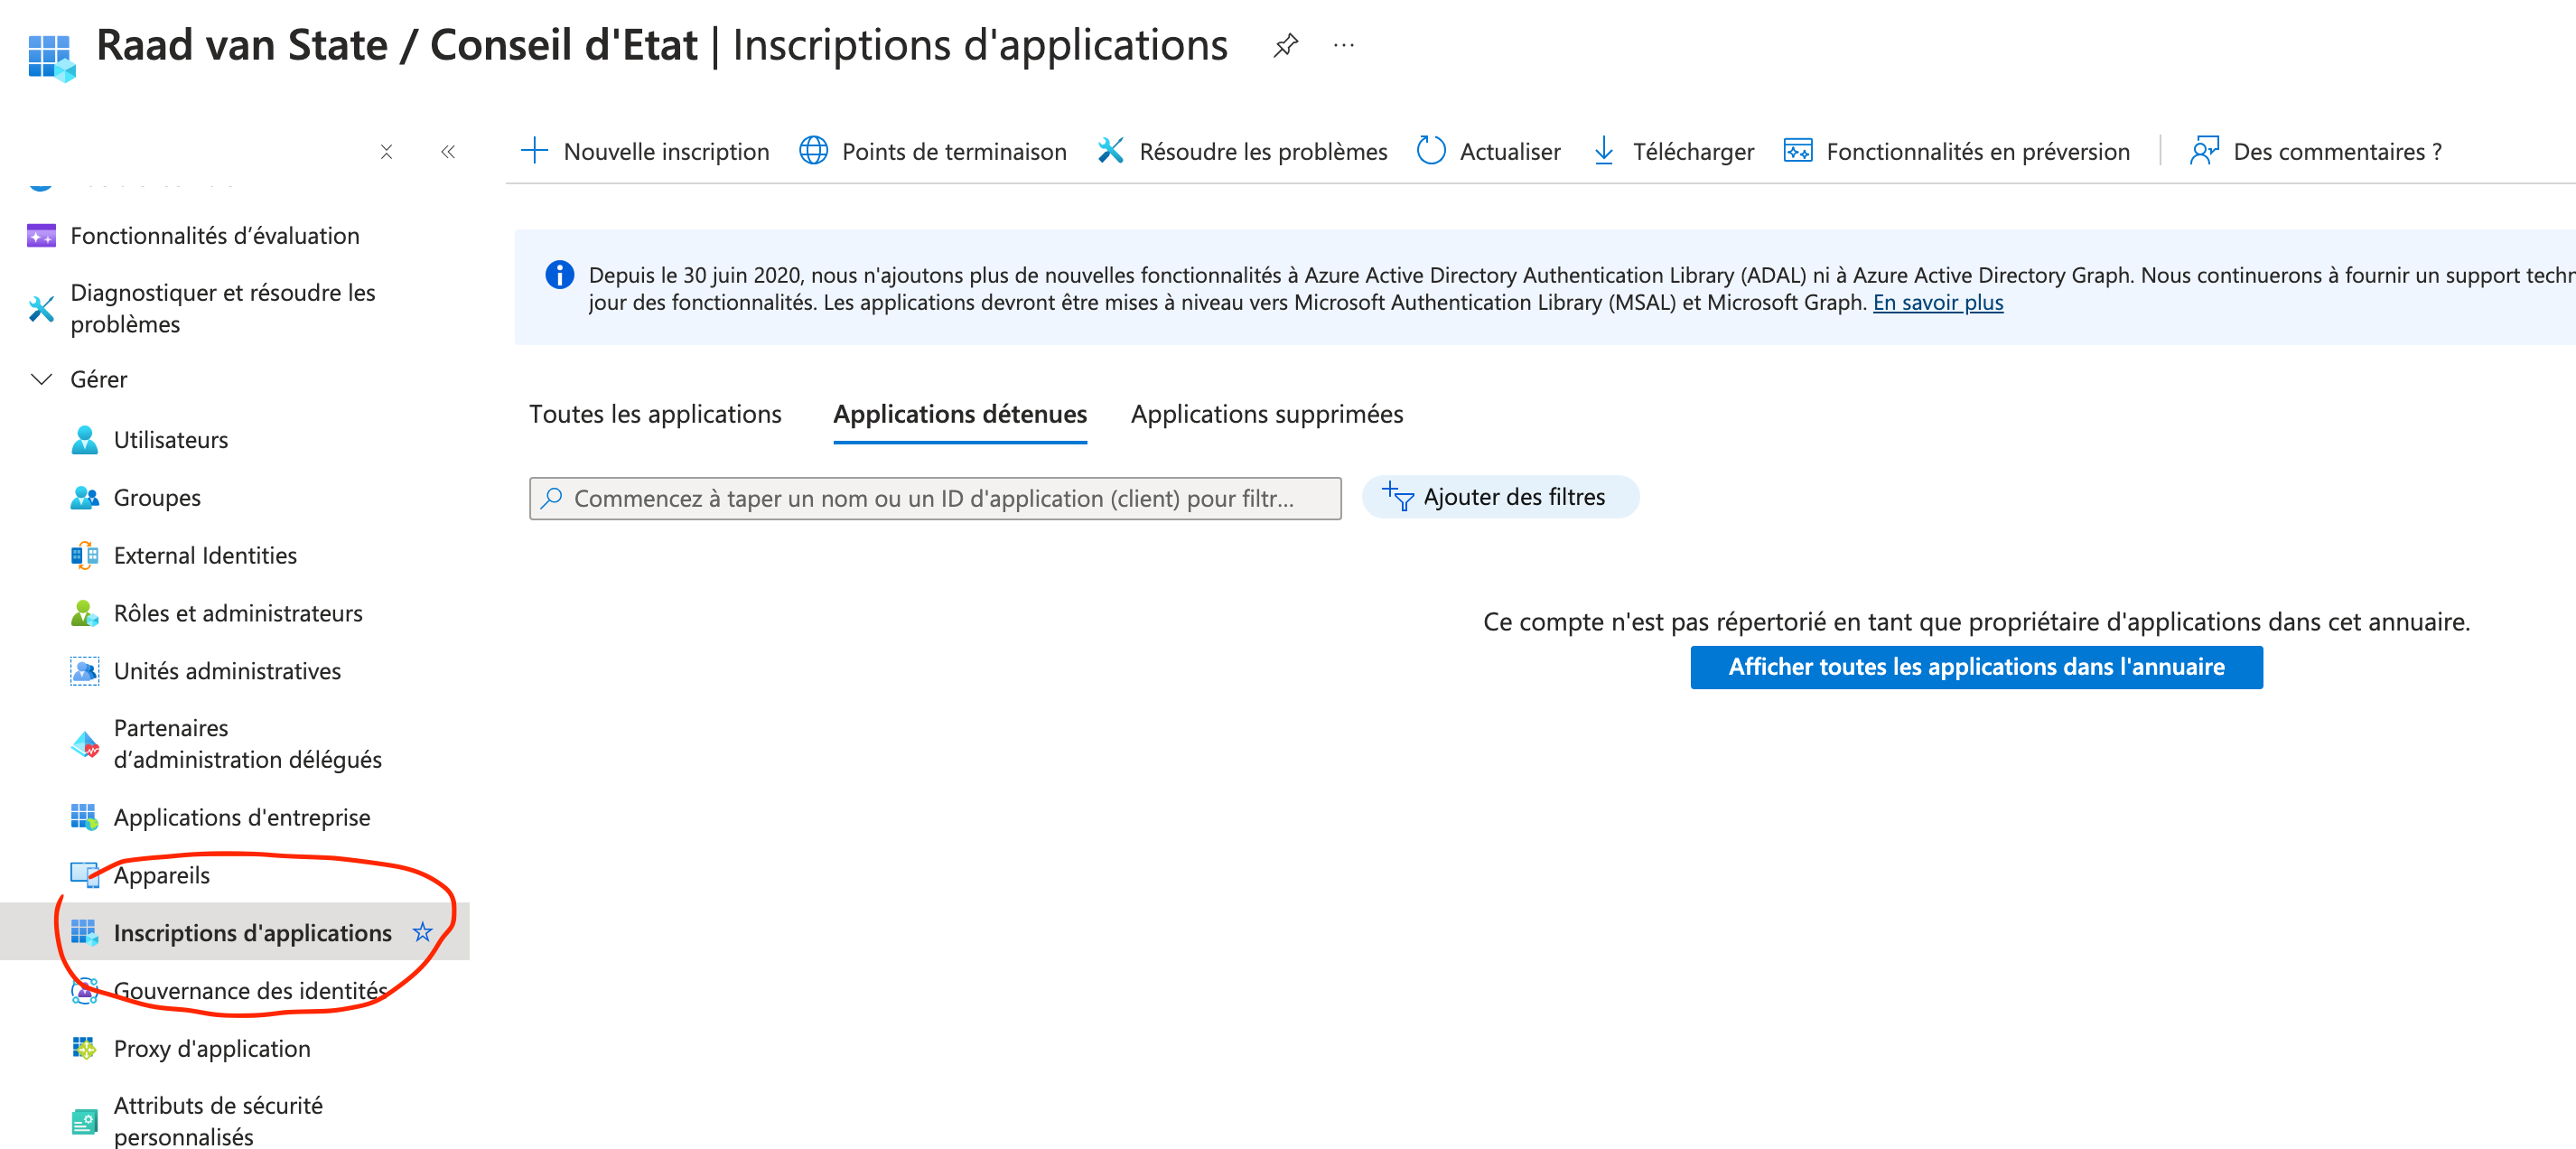 Raad van State / Conseil d'Etat | Inscriptions d'applications
Nouvelle inscription
Points de terminaison
Résoudre les problèmes
Actualiser
Télécharger
Fonctionnalités en préversion
Des commentaires ?
Fonctionnalités d’évaluation
Diagnostiquer et résoudre les
problèmes
Gérer
Utilisateurs
Groupes
External Identities
Rôles et administrateurs
Unités administratives
Partenaires
d’administration délégués
Applications d'entreprise
Appareils
Inscriptions d'applications
Gouvernance des identités
Proxy d'application
Attributs de sécurité
personnalisés
Depuis le 30 juin 2020, nous n'ajoutons plus de nouvelles fonctionnalités à Azure Active Directory Authentication Library (ADAL) ni à Azure Active Directory Graph. Nous continuerons à fournir un support
jour des fonctionnalités. Les applications devront être mises à niveau vers Microsoft Authentication Library (MSAL) et Microsoft Graph. En savoir plus
Toutes les applications
Applications détenues
Applications supprimées
Commencez à taper un nom ou un ID d'application (client) pour filtr...
Ajouter des filtres
Ce compte n'est pas répertorié en tant que propriétaire d'applications dans cet annuaire.
Afficher toutes les applications dans l'annuaire